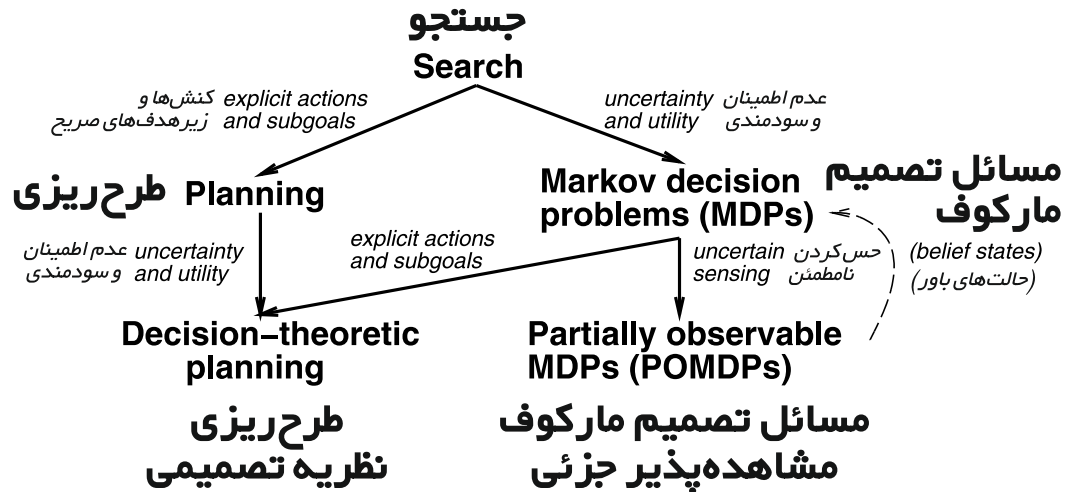 جستجو
Search
کنش‌ها و explicit actions
زیرهدف‌های صریح and subgoals
uncertainty عدم اطمینان
and utility و سودمندی
طرح‌ریزی Planning
Markov decision مسائل تصمیم
problems (MDPs) مارکوف
عدم اطمینان uncertainty
و سودمندی and utility
explicit actions
and subgoals
uncertain حس‌کردن
sensing نامطمئن
(belief states)
(حالت‌های باور)
Decision–theoretic
planning
Partially observable
MDPs (POMDPs)
طرح‌ریزی
نظریه تصمیمی
مسائل تصمیم مارکوف
مشاهده‌پذیر جزئی